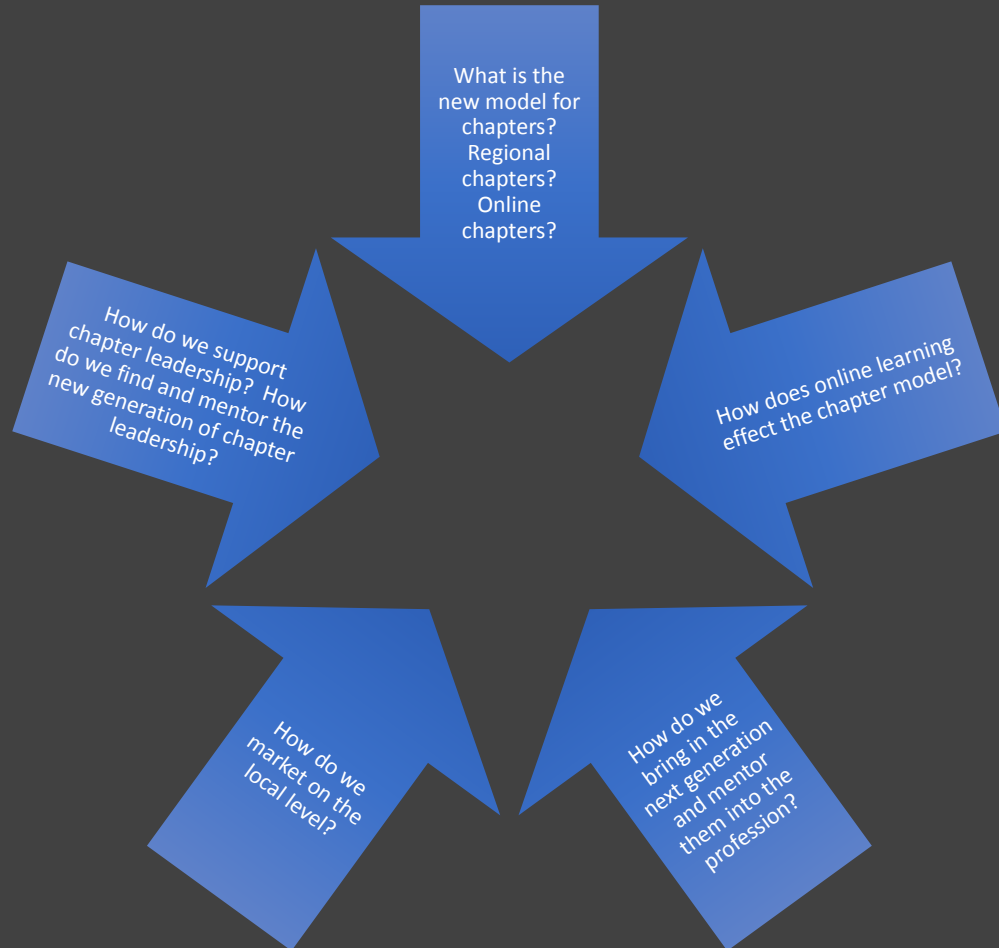 What is the
new model for
chapters?
Regional
chapters?
Online
chapters?
How does online learning
effect the chapter model?
How do we
bring in the
next generation
and mentor
them into the
profession?
How do we
market on the
local level?
How do we support
chapter leadership?  How
do we find and mentor the
new generation of chapter
leadership?